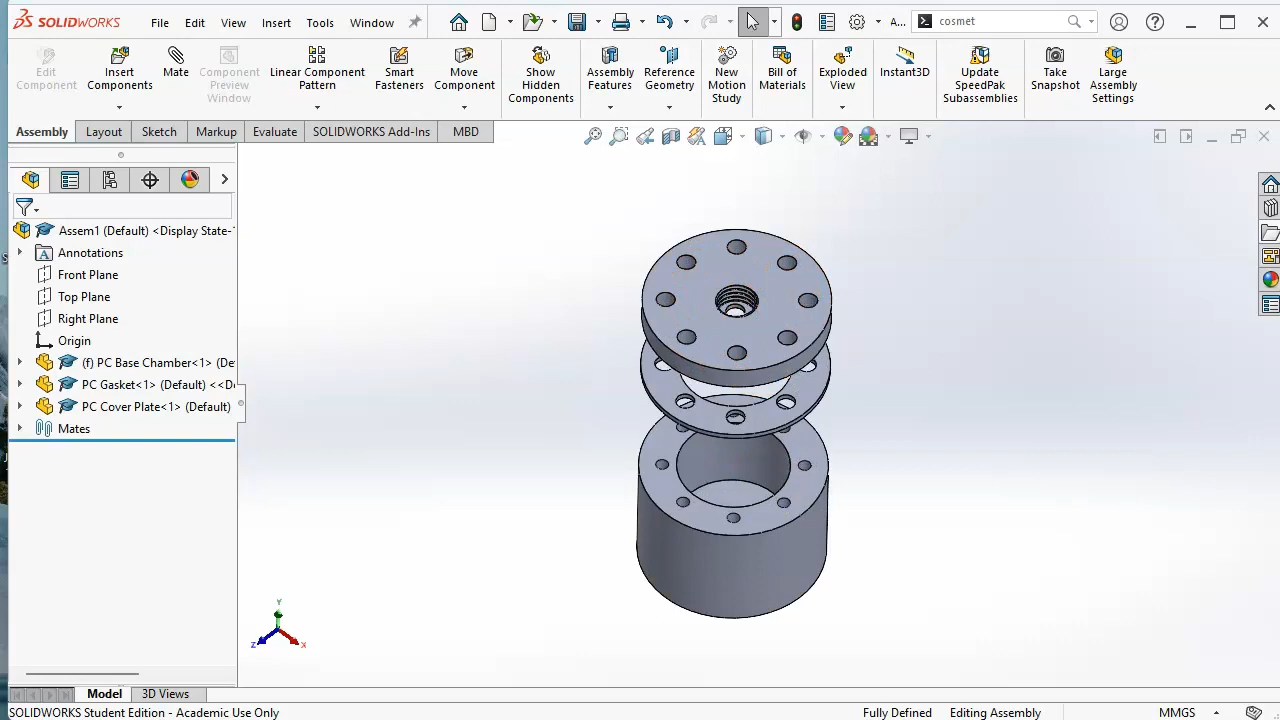 SOLIDWORKS File Edit View Insert Tools Window A... cosmet
Edit Component
Insert Components
Mate
Component Preview Window
Linear Component Pattern
Smart Fasteners
Move Component
Show Hidden Components
Assembly Features
Reference Geometry
New Motion Study
Bill of Materials
Exploded View
Instant3D
Update SpeedPak Subassemblies
Take Snapshot
Large Assembly Settings
Assembly Layout Sketch Markup Evaluate SOLIDWORKS Add-Ins MBD
Assem1 (Default) <Display State-
Annotations
Front Plane
Top Plane
Right Plane
Origin
(f) PC Base Chamber<1> (De
PC Gasket<1> (Default) <<D
PC Cover Plate<1> (Default)
Mates
Y
Z X
Model 3D Views
SOLIDWORKS Student Edition - Academic Use Only Fully Defined Editing Assembly MMGS